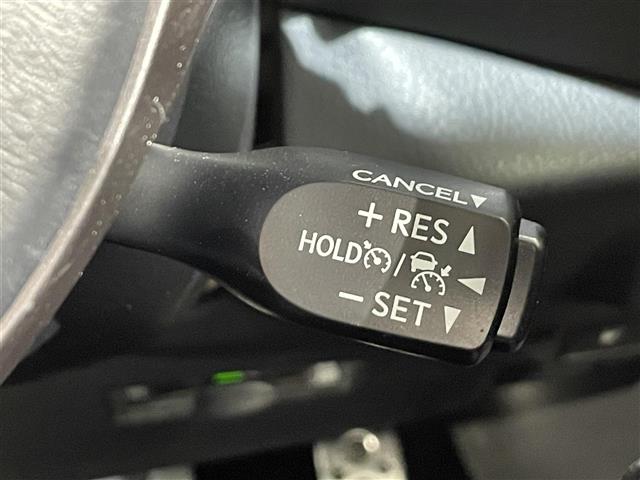 CANCEL▼
+ RES ▲
HOLD / ◀
− SET ▼